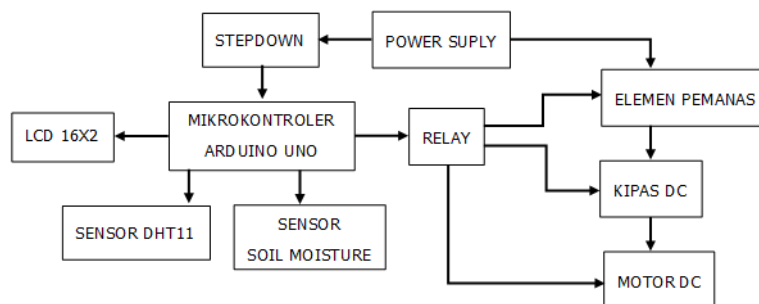 STEPDOWN
POWER SUPLY
ELEMEN PEMANAS
LCD 16X2
MIKROKONTROLER
ARDUINO UNO
RELAY
KIPAS DC
SENSOR DHT11
SENSOR
SOIL MOISTURE
MOTOR DC